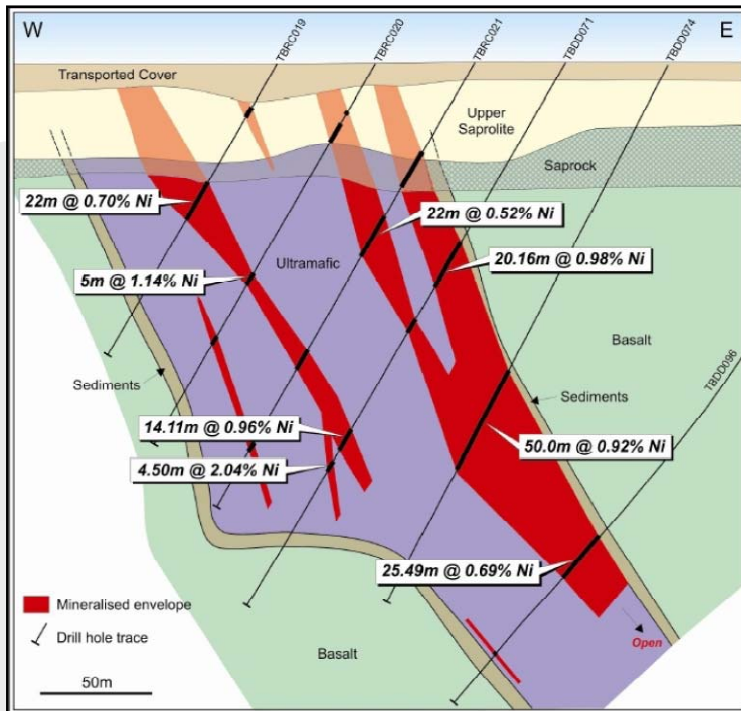 W
E
TBRC019
TBRC020
TBRC021
TBDD071
TBDD074
Transported Cover
Upper
Saprolite
Saprock
22m @ 0.70% Ni
22m @ 0.52% Ni
20.16m @ 0.98% Ni
Ultramafic
5m @ 1.14% Ni
Basalt
TBDD096
Sediments
Sediments
14.11m @ 0.96% Ni
50.0m @ 0.92% Ni
4.50m @ 2.04% Ni
25.49m @ 0.69% Ni
Mineralised envelope
Drill hole trace
Open
Basalt
50m